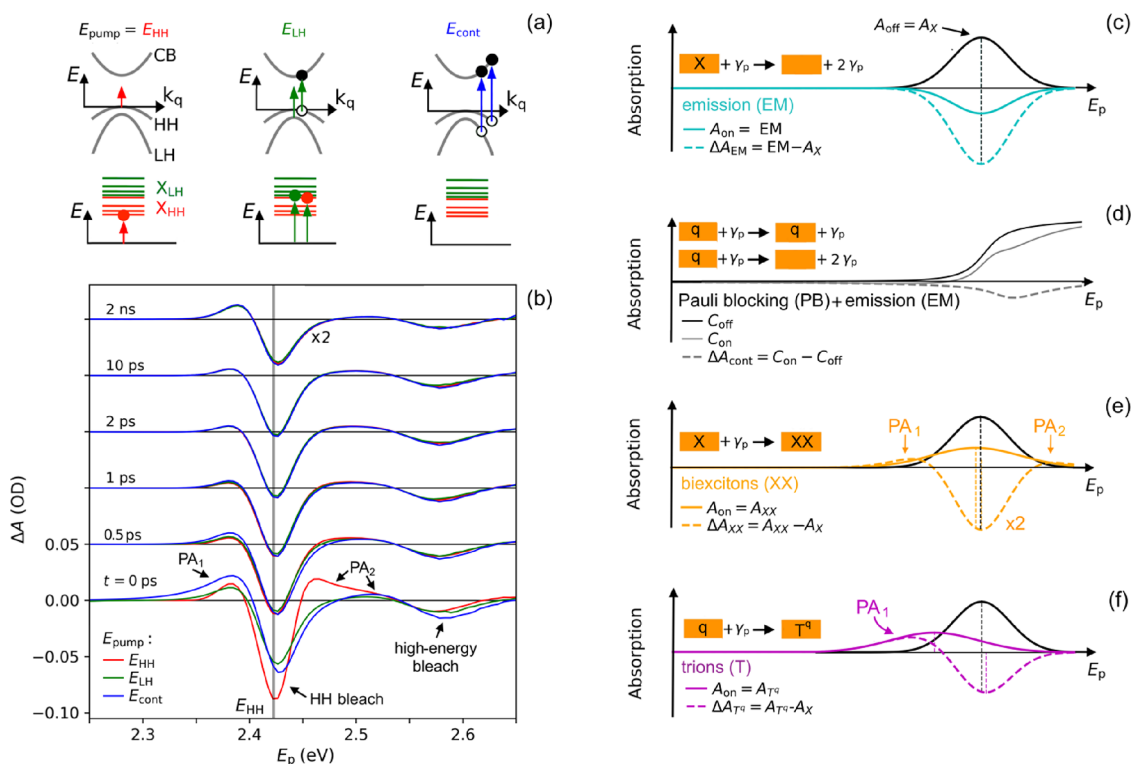 (a)
E_pump = E_HH
E_LH
E_cont
CB
E
k_q
HH
LH
E
k_q
E
k_q
X_LH
X_HH
E
E
E
(b)
2 ns
x2
10 ps
2 ps
1 ps
0.5 ps
0.05
t = 0 ps
PA₁
PA₂
0.00
E_pump :
E_HH
E_LH
E_cont
high-energy
bleach
−0.05
HH bleach
E_HH
−0.10
ΔA (OD)
2.3 2.4 2.5 2.6
E_p (eV)
(c)
A_off = A_X
Absorption
X + γ_p → + 2 γ_p
E_p
emission (EM)
A_on = EM
ΔA_EM = EM − A_X
(d)
Absorption
q + γ_p → q + γ_p
q + γ_p → + 2 γ_p
E_p
Pauli blocking (PB) + emission (EM)
C_off
C_on
ΔA_cont = C_on − C_off
(e)
Absorption
X + γ_p → XX
PA₁
PA₂
E_p
biexcitons (XX)
A_on = A_XX
ΔA_XX = A_XX − A_X
x2
(f)
Absorption
q + γ_p → T^q
PA₁
E_p
trions (T)
A_on = A_T^q
ΔA_T^q = A_T^q-A_X